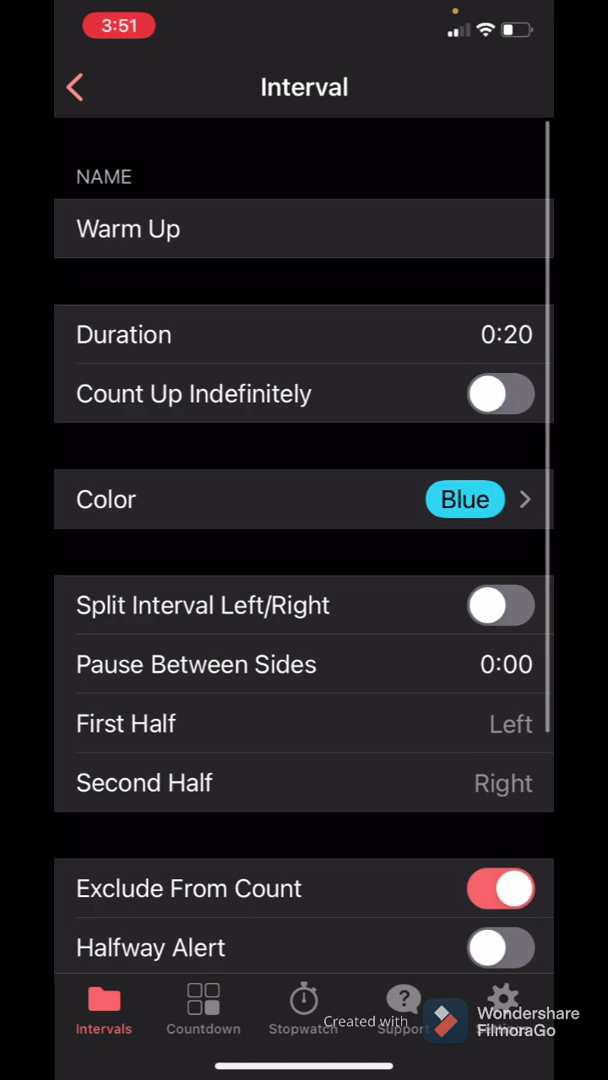 3:51
Interval
NAME
Warm Up
Duration 0:20
Count Up Indefinitely
Color Blue
Split Interval Left/Right
Pause Between Sides 0:00
First Half Left
Second Half Right
Exclude From Count
Halfway Alert
Intervals Countdown Stopwatch Support
Created with Wondershare FilmoraGo